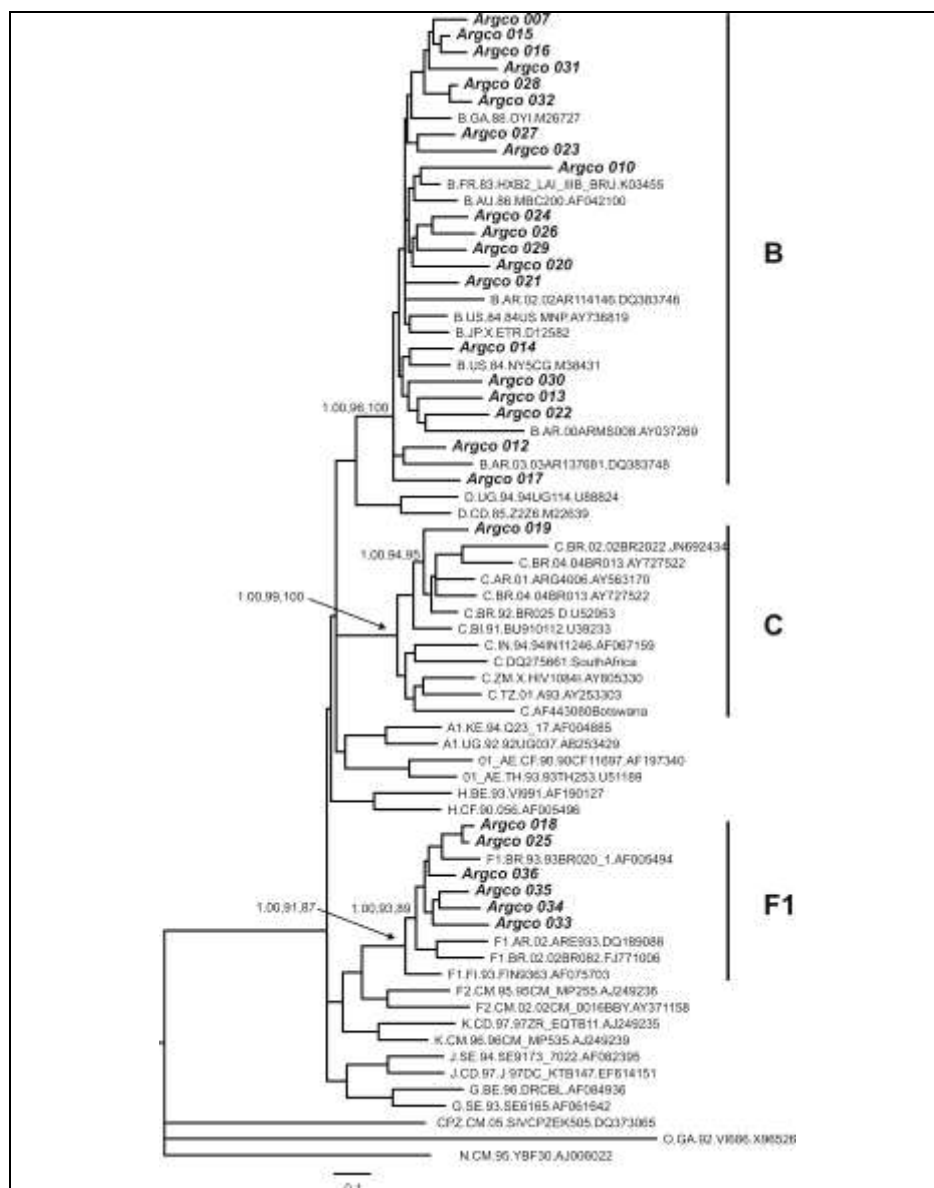 Argco 007
Argco 015
Argco 016
Argco 031
Argco 028
Argco 032
B.GA.88.OYI.M26727
Argco 027
Argco 023
Argco 010
B.FR.83.HXB2_LAI_IIIB_BRU.K03455
B.AU.86.MBC200.AF042100
Argco 024
Argco 026
Argco 029
B
Argco 020
Argco 021
B.AR.02.02AR114146.DQ383746
B.US.84.84US_MNP.AY736819
B.JP.X.ETR.D12582
Argco 014
B.US.84.NY5CG.M38431
Argco 030
Argco 013
1.00,96,100
Argco 022
B.AR.00ARMS008.AY037269
Argco 012
B.AR.03.03AR137681.DQ383748
Argco 017
D.UG.94.94UG114.U88824
D.CD.85.Z2Z6.M22639
Argco 019
C.BR.02.02BR2022.JN692434
1.00,94,95
C.BR.04.04BR013.AY727522
C.AR.01.ARG4006.AY563170
1.00,99,100
C.BR.04.04BR013.AY727522
C.BR.92.BR025_D.U52953
C
C.BI.91.BU910112.U39233
C.IN.94.94IN11246.AF067159
C.DQ275661.SouthAfrica
C.ZM.X.HIV1084I.AY805330
C.TZ.01.A93.AY253303
C.AF443080Botswana
A1.KE.94.Q23_17.AF004885
A1.UG.92.92UG037.AB253429
01_AE.CF.90.90CF11697.AF197340
01_AE.TH.93.93TH253.U51189
H.BE.93.VI991.AF190127
H.CF.90.056.AF005496
Argco 018
Argco 025
F1.BR.93.93BR020_1.AF005494
Argco 036
Argco 035
1.00,91,87
1.00,93,89
Argco 034
F1
Argco 033
F1.AR.02.ARE933.DQ189088
F1.BR.02.02BR082.FJ771006
F1.FI.93.FIN9363.AF075703
F2.CM.95.95CM_MP255.AJ249236
F2.CM.02.02CM_0016BBY.AY371158
K.CD.97.97ZR_EQTB11.AJ249235
K.CM.96.96CM_MP535.AJ249239
J.SE.94.SE9173_7022.AF082395
J.CD.97.J_97DC_KTB147.EF614151
G.BE.96.DRCBL.AF084936
G.SE.93.SE6165.AF061642
CPZ.CM.05.SIVCPZEK505.DQ373065
O.GA.92.VI686.X96526
N.CM.95.YBF30.AJ006022
0.1